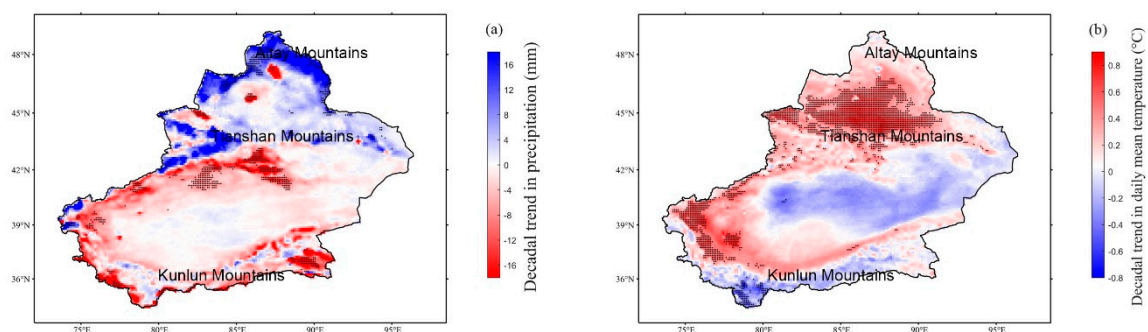 (a)
48°N
45°N
42°N
39°N
36°N
75°E
80°E
85°E
90°E
95°E
Altay Mountains
Tianshan Mountains
Kunlun Mountains
16
12
8
4
0
-4
-8
-12
-16
Decadal trend in precipitation (mm)
(b)
48°N
45°N
42°N
39°N
36°N
75°E
80°E
85°E
90°E
95°E
Altay Mountains
Tianshan Mountains
Kunlun Mountains
0.8
0.6
0.4
0.2
0
-0.2
-0.4
-0.6
-0.8
Decadal trend in daily mean temperature (°C)